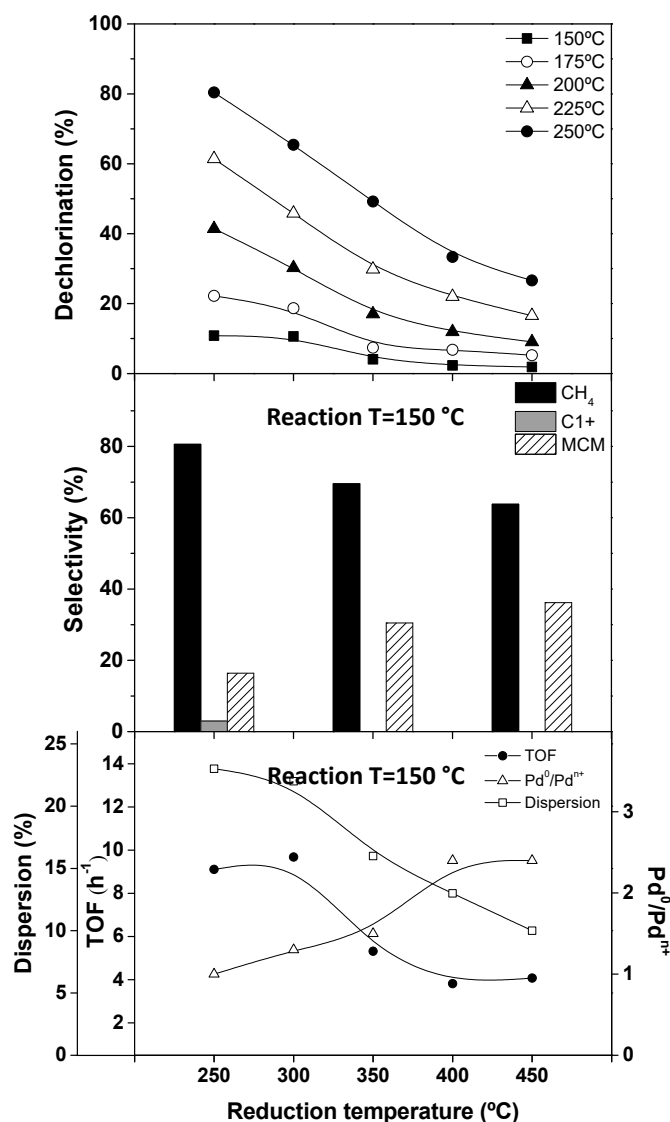 100
80
60
40
20
0
Dechlorination (%)
150ºC
175ºC
200ºC
225ºC
250ºC
Reaction T=150 °C
CH4
C1+
MCM
80
60
40
20
0
Selectivity (%)
Reaction T=150 °C
TOF
Pd0/Pdn+
Dispersion
25
20
15
10
5
0
Dispersion (%)
14
12
10
8
6
4
2
TOF (h-1)
3
2
1
0
Pd0/Pdn+
250 300 350 400 450
Reduction temperature (ºC)